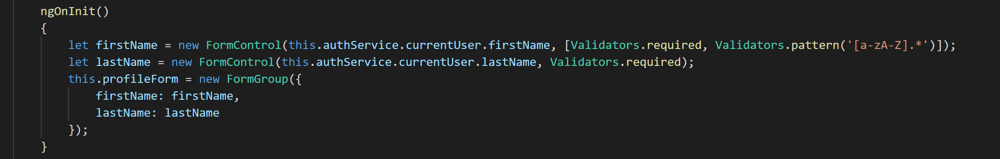 ngOnInit()
{
let firstName = new FormControl(this.authService.currentUser.firstName, [Validators.required, Validators.pattern('[a-zA-Z].*')]);
let lastName = new FormControl(this.authService.currentUser.lastName, Validators.required);
this.profileForm = new FormGroup({
firstName: firstName,
lastName: lastName
});
}